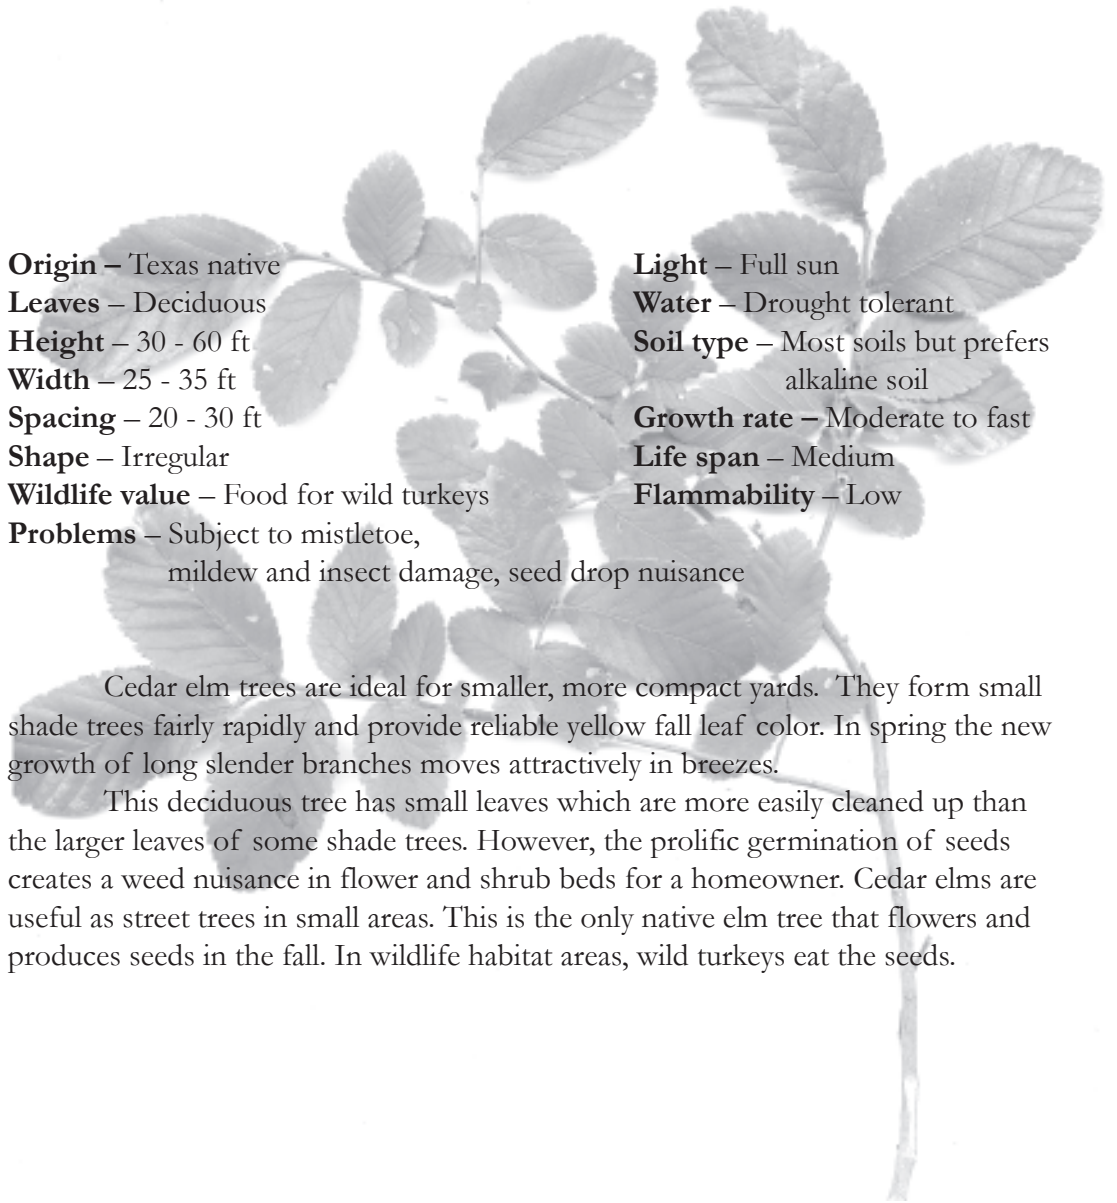 Origin – Texas native
Leaves – Deciduous
Height – 30 - 60 ft
Width – 25 - 35 ft
Spacing – 20 - 30 ft
Shape – Irregular
Wildlife value – Food for wild turkeys
Problems – Subject to mistletoe,
mildew and insect damage, seed drop nuisance
Light – Full sun
Water – Drought tolerant
Soil type – Most soils but prefers
alkaline soil
Growth rate – Moderate to fast
Life span – Medium
Flammability – Low
Cedar elm trees are ideal for smaller, more compact yards. They form small
shade trees fairly rapidly and provide reliable yellow fall leaf color. In spring the new
growth of long slender branches moves attractively in breezes.
This deciduous tree has small leaves which are more easily cleaned up than
the larger leaves of some shade trees. However, the prolific germination of seeds
creates a weed nuisance in flower and shrub beds for a homeowner. Cedar elms are
useful as street trees in small areas. This is the only native elm tree that flowers and
produces seeds in the fall. In wildlife habitat areas, wild turkeys eat the seeds.